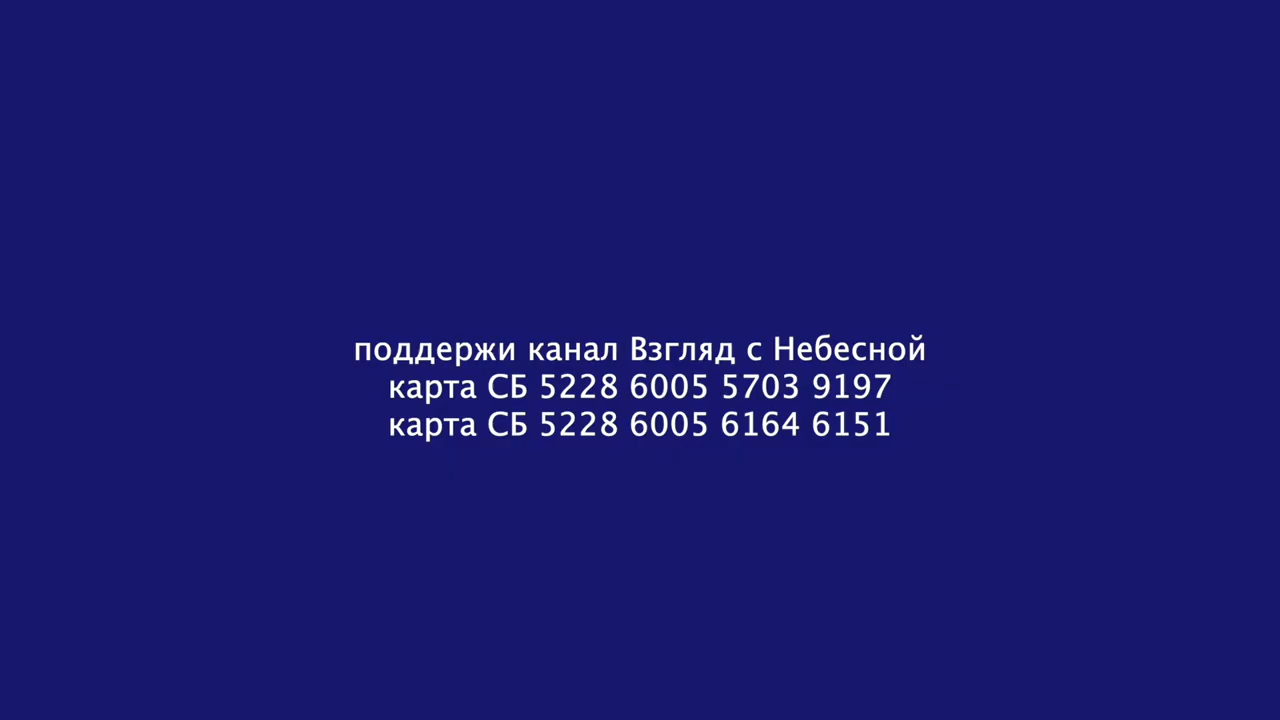 поддержи канал Взгляд с Небесной
карта СБ 5228 6005 5703 9197
карта СБ 5228 6005 6164 6151